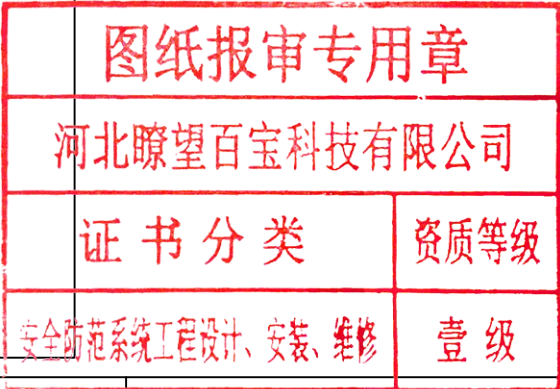 图纸报审专用章
河北瞭望百宝科技有限公司
证书分类 资质等级
安全防范系统工程设计、安装、维修 壹级